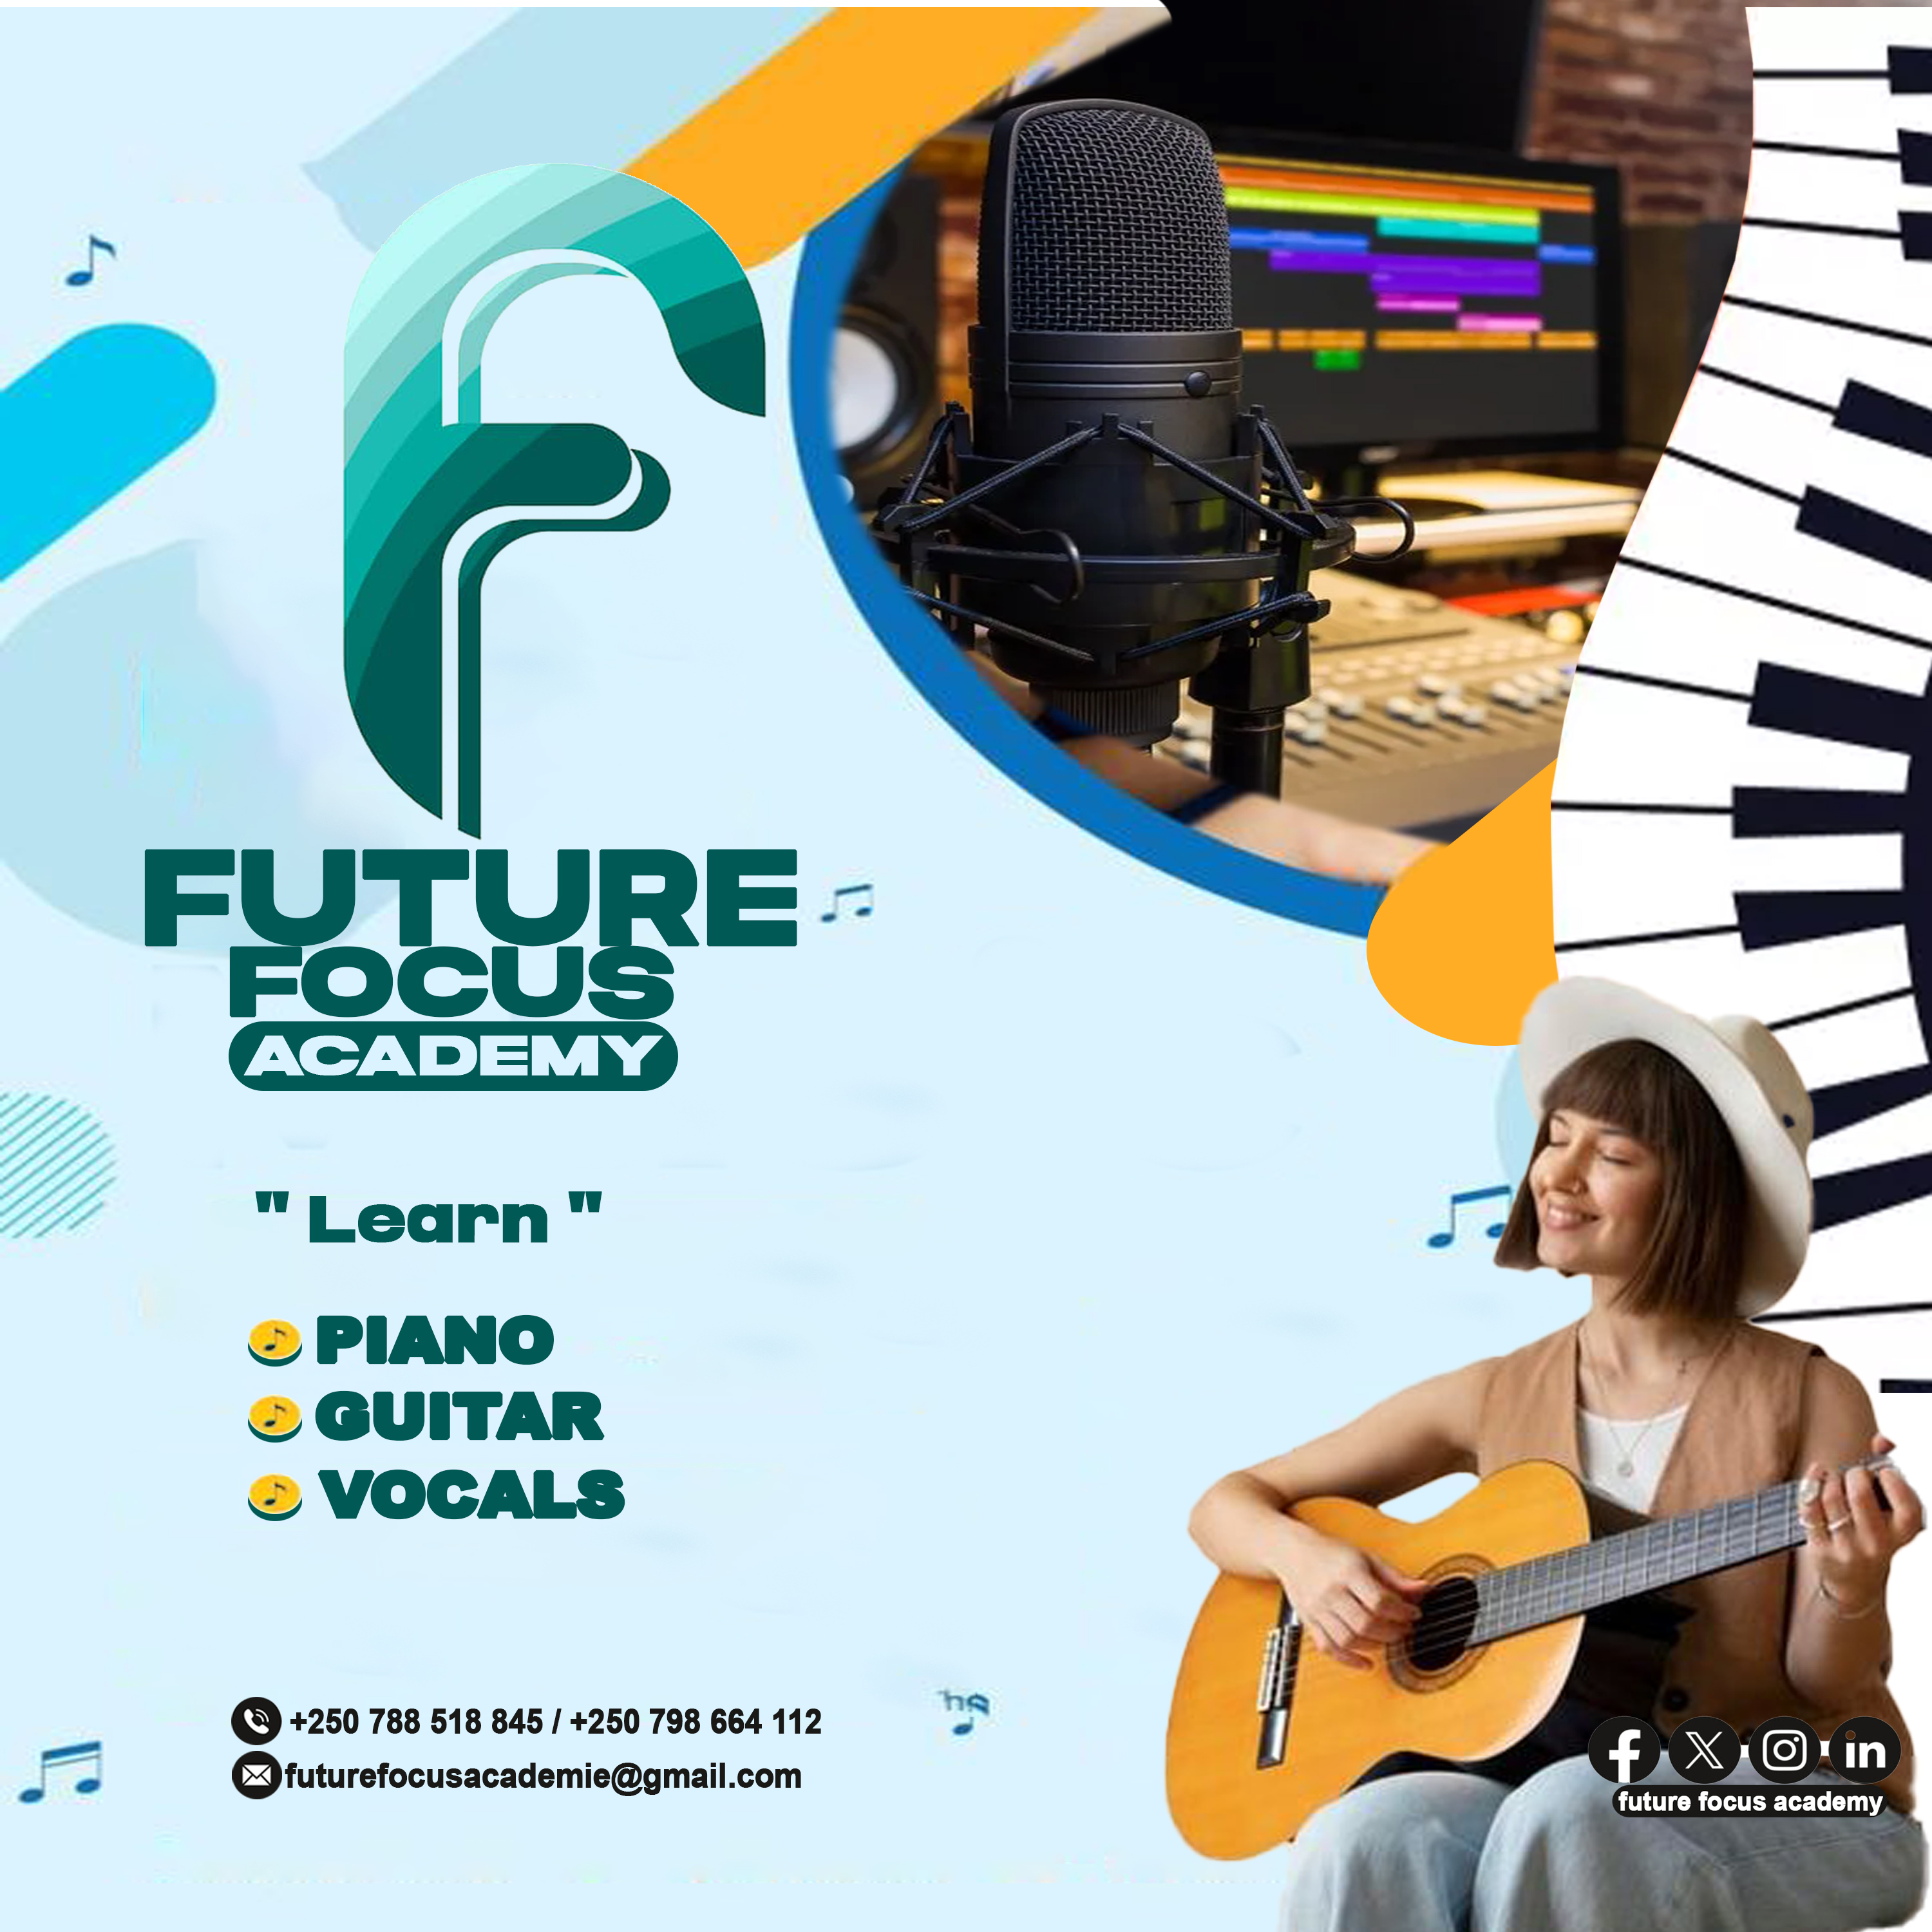 FUTURE
FOCUS
ACADEMY
" Learn "
PIANO
GUITAR
VOCALS
+250 788 518 845 / +250 798 664 112
futurefocusacademie@gmail.com
future focus academy